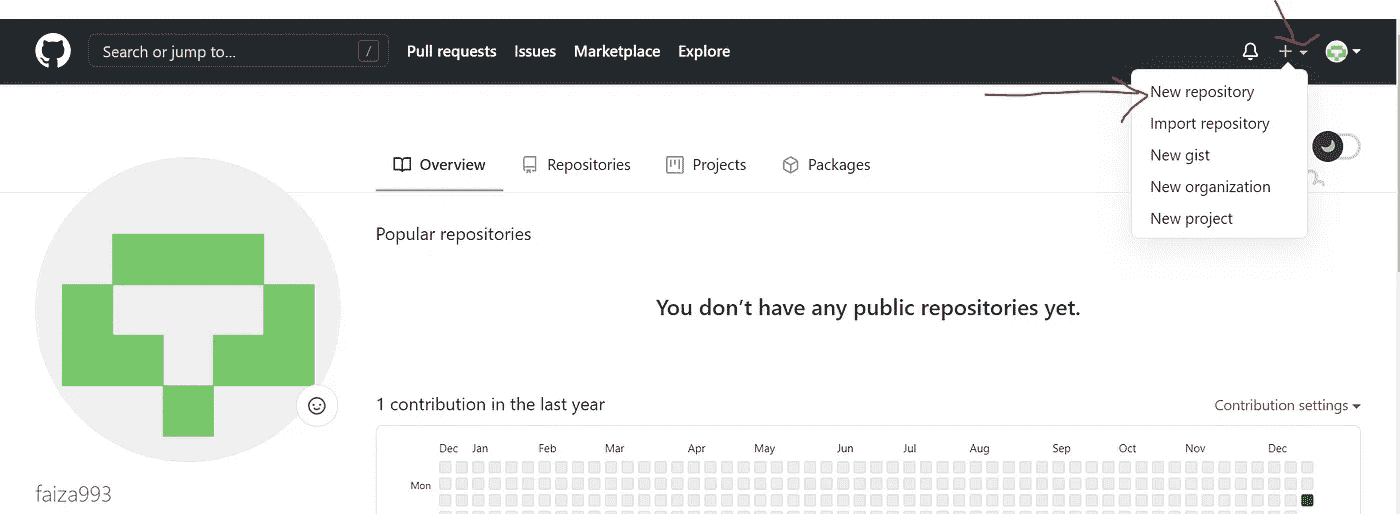 Search or jump to... /
Pull requests Issues Marketplace Explore
New repository
Import repository
New gist
New organization
New project
Overview Repositories Projects Packages
Popular repositories
You don’t have any public repositories yet.
1 contribution in the last year
Contribution settings
Dec Jan Feb Mar Apr May Jun Jul Aug Sep Oct Nov Dec
Mon
faiza993